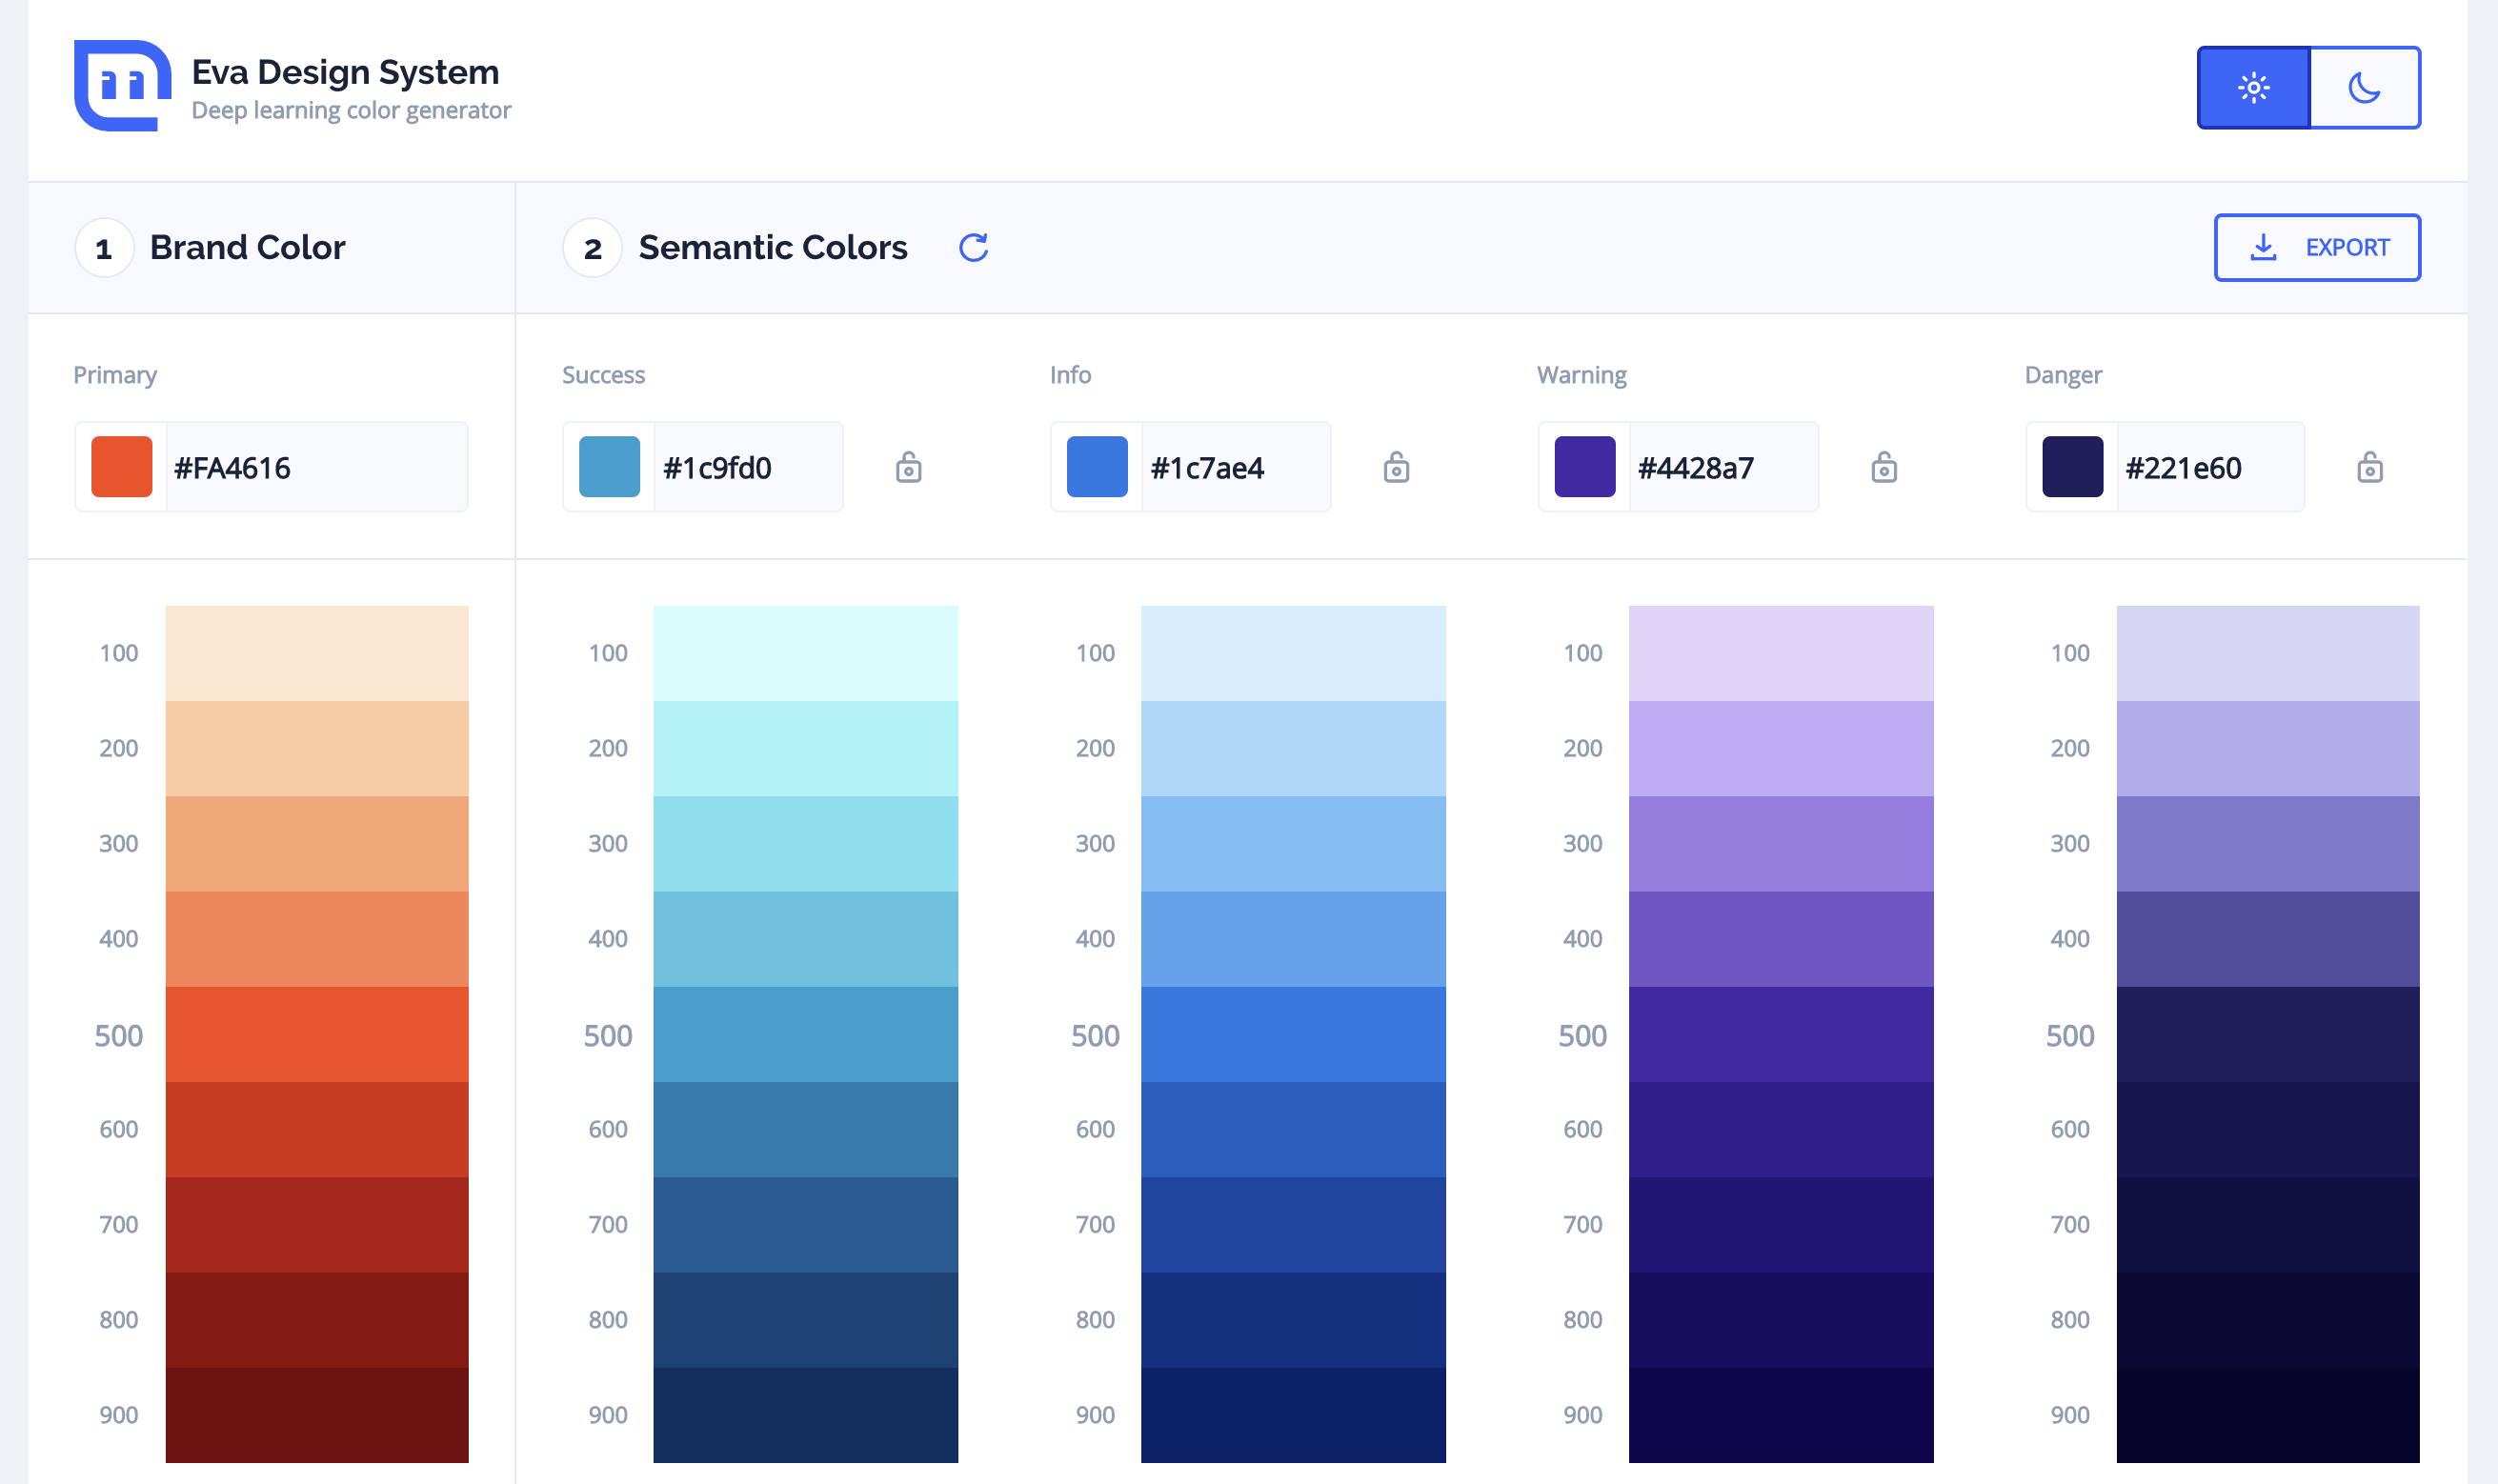 Eva Design System
Deep learning color generator
1 Brand Color
2 Semantic Colors
EXPORT
Primary
Success
Info
Warning
Danger
#FA4616
#1c9fd0
#1c7ae4
#4428a7
#221e60
100 100 100 100 100
200 200 200 200 200
300 300 300 300 300
400 400 400 400 400
500 500 500 500 500
600 600 600 600 600
700 700 700 700 700
800 800 800 800 800
900 900 900 900 900